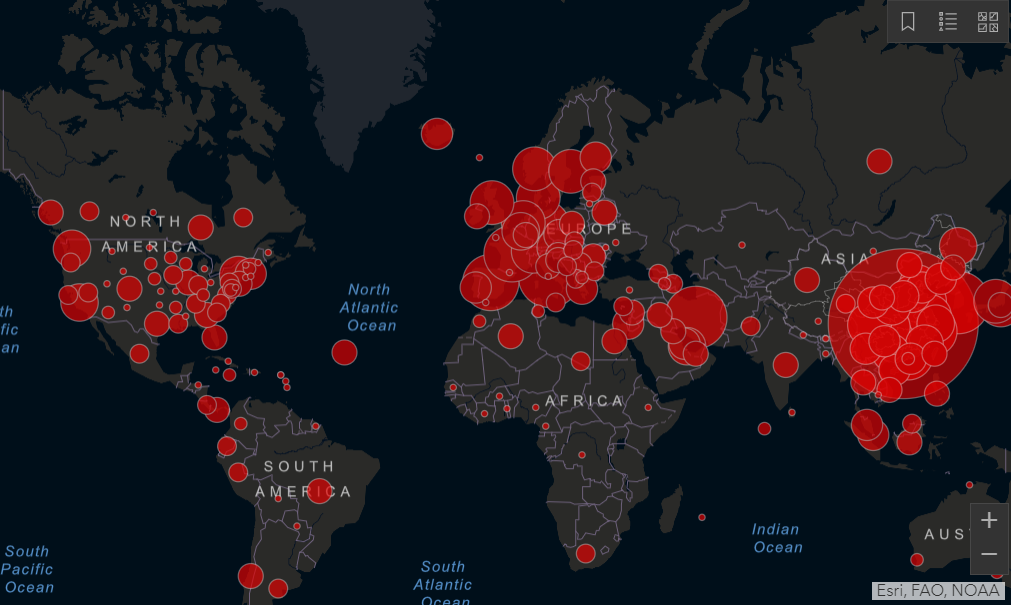 NORTH
AMERICA
EUROPE
ASIA
th
fic
an
North
Atlantic
Ocean
AFRICA
SOUTH
AMERICA
Indian
Ocean
AUS
South
Pacific
Ocean
South
Atlantic
Ocean
+
−
Esri, FAO, NOAA